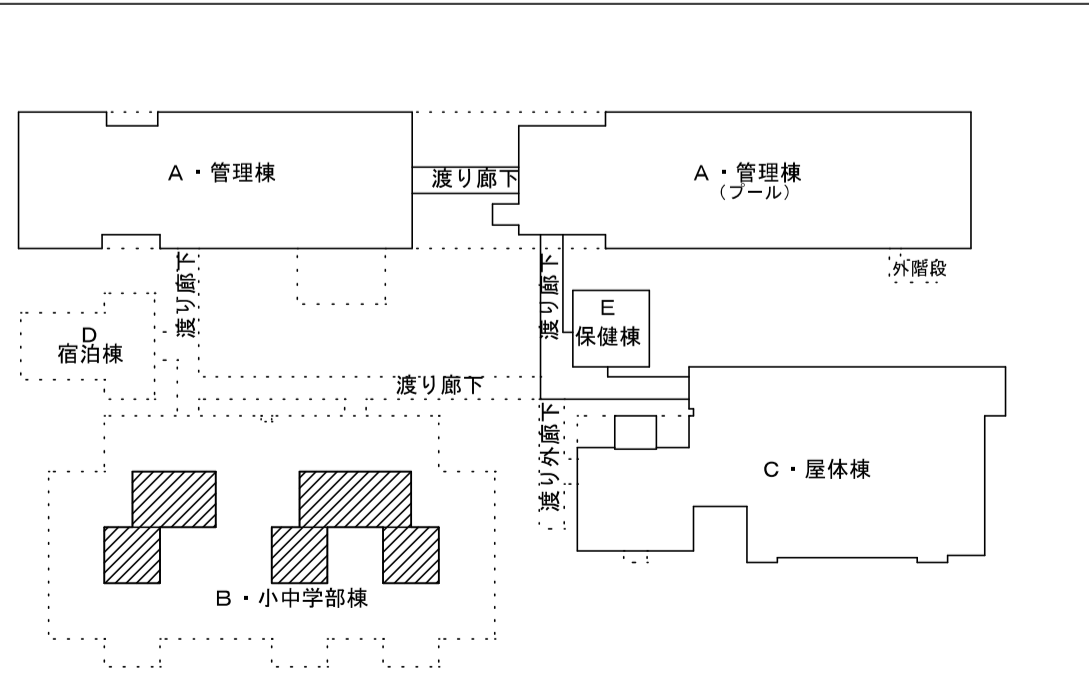 A・管理棟
渡り廊下
A・管理棟
(プール)
渡り廊下
渡り廊下
外階段
D
宿泊棟
E
保健棟
渡り廊下
渡り外廊下
C・屋体棟
B・小中学部棟